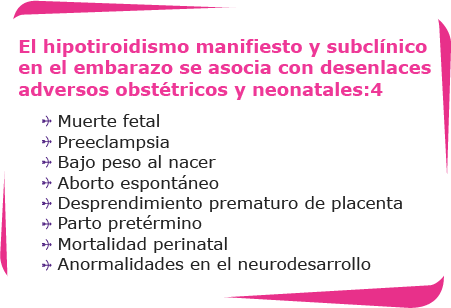 El hipotiroidismo manifiesto y subclínico
en el embarazo se asocia con desenlaces
adversos obstétricos y neonatales:4
Muerte fetal
Preeclampsia
Bajo peso al nacer
Aborto espontáneo
Desprendimiento prematuro de placenta
Parto pretérmino
Mortalidad perinatal
Anormalidades en el neurodesarrollo